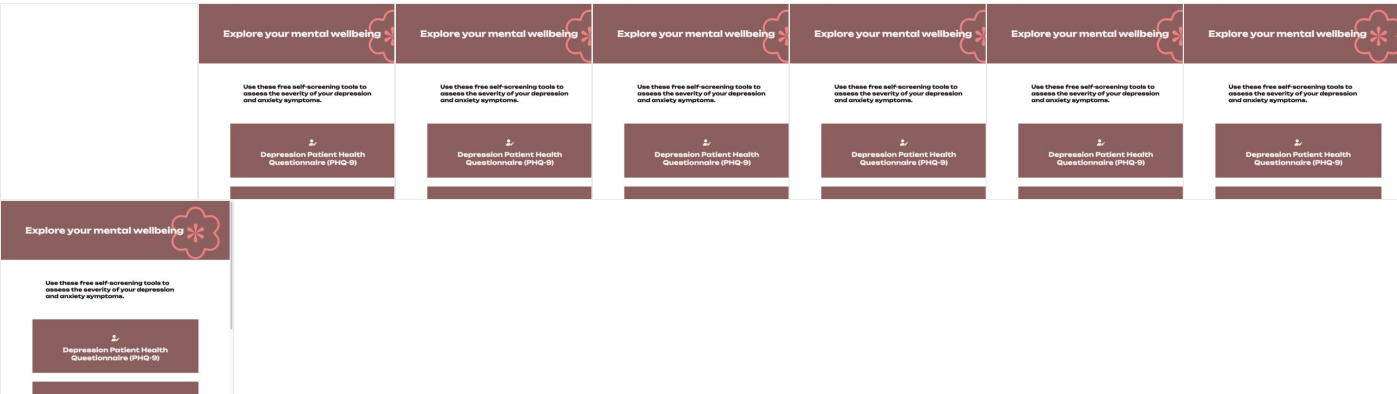 Explore your mental wellbeing
Use these free self-screening tools to
assess the severity of your depression
and anxiety symptoms.
Depression Patient Health
Questionnaire (PHQ-9)
Explore your mental wellbeing
Use these free self-screening tools to
assess the severity of your depression
and anxiety symptoms.
Depression Patient Health
Questionnaire (PHQ-9)
Explore your mental wellbeing
Use these free self-screening tools to
assess the severity of your depression
and anxiety symptoms.
Depression Patient Health
Questionnaire (PHQ-9)
Explore your mental wellbeing
Use these free self-screening tools to
assess the severity of your depression
and anxiety symptoms.
Depression Patient Health
Questionnaire (PHQ-9)
Explore your mental wellbeing
Use these free self-screening tools to
assess the severity of your depression
and anxiety symptoms.
Depression Patient Health
Questionnaire (PHQ-9)
Explore your mental wellbeing
Use these free self-screening tools to
assess the severity of your depression
and anxiety symptoms.
Depression Patient Health
Questionnaire (PHQ-9)
Explore your mental wellbeing
Use these free self-screening tools to
assess the severity of your depression
and anxiety symptoms.
Depression Patient Health
Questionnaire (PHQ-9)